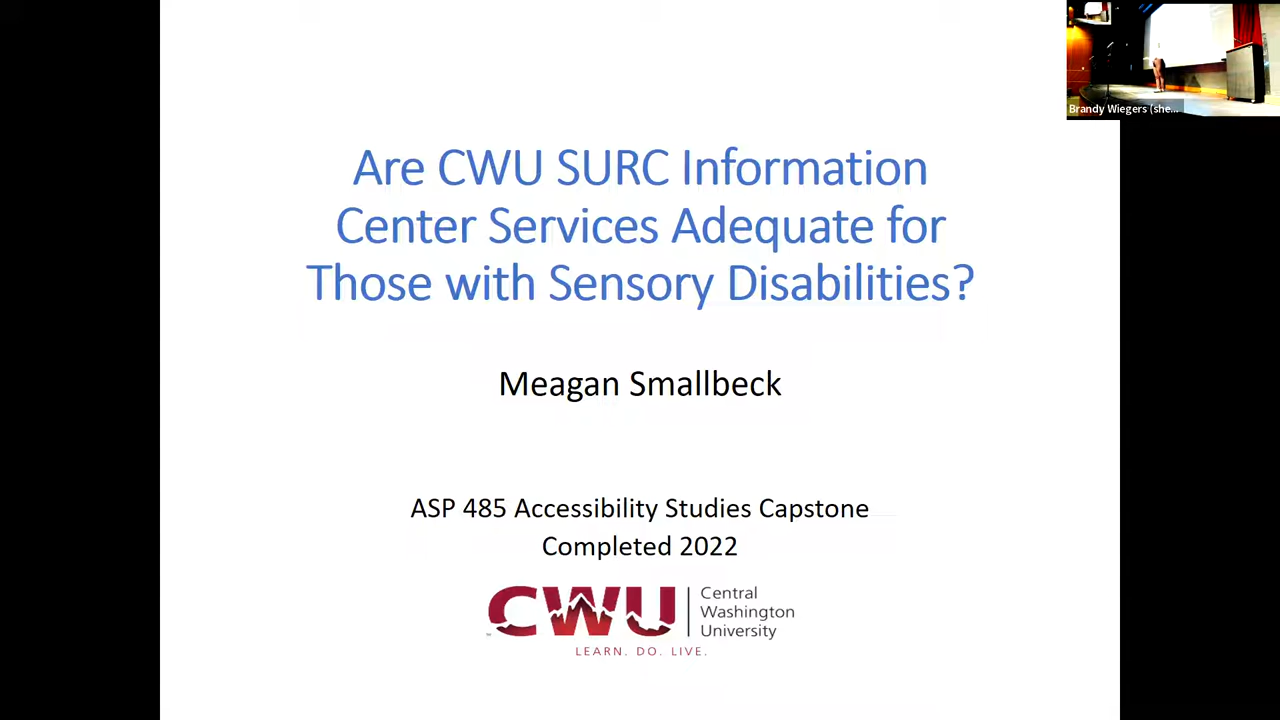 Brandy Wiegers (she...
Are CWU SURC Information
Center Services Adequate for
Those with Sensory Disabilities?
Meagan Smallbeck
ASP 485 Accessibility Studies Capstone
Completed 2022
CWU
Central
Washington
University
LEARN. DO. LIVE.